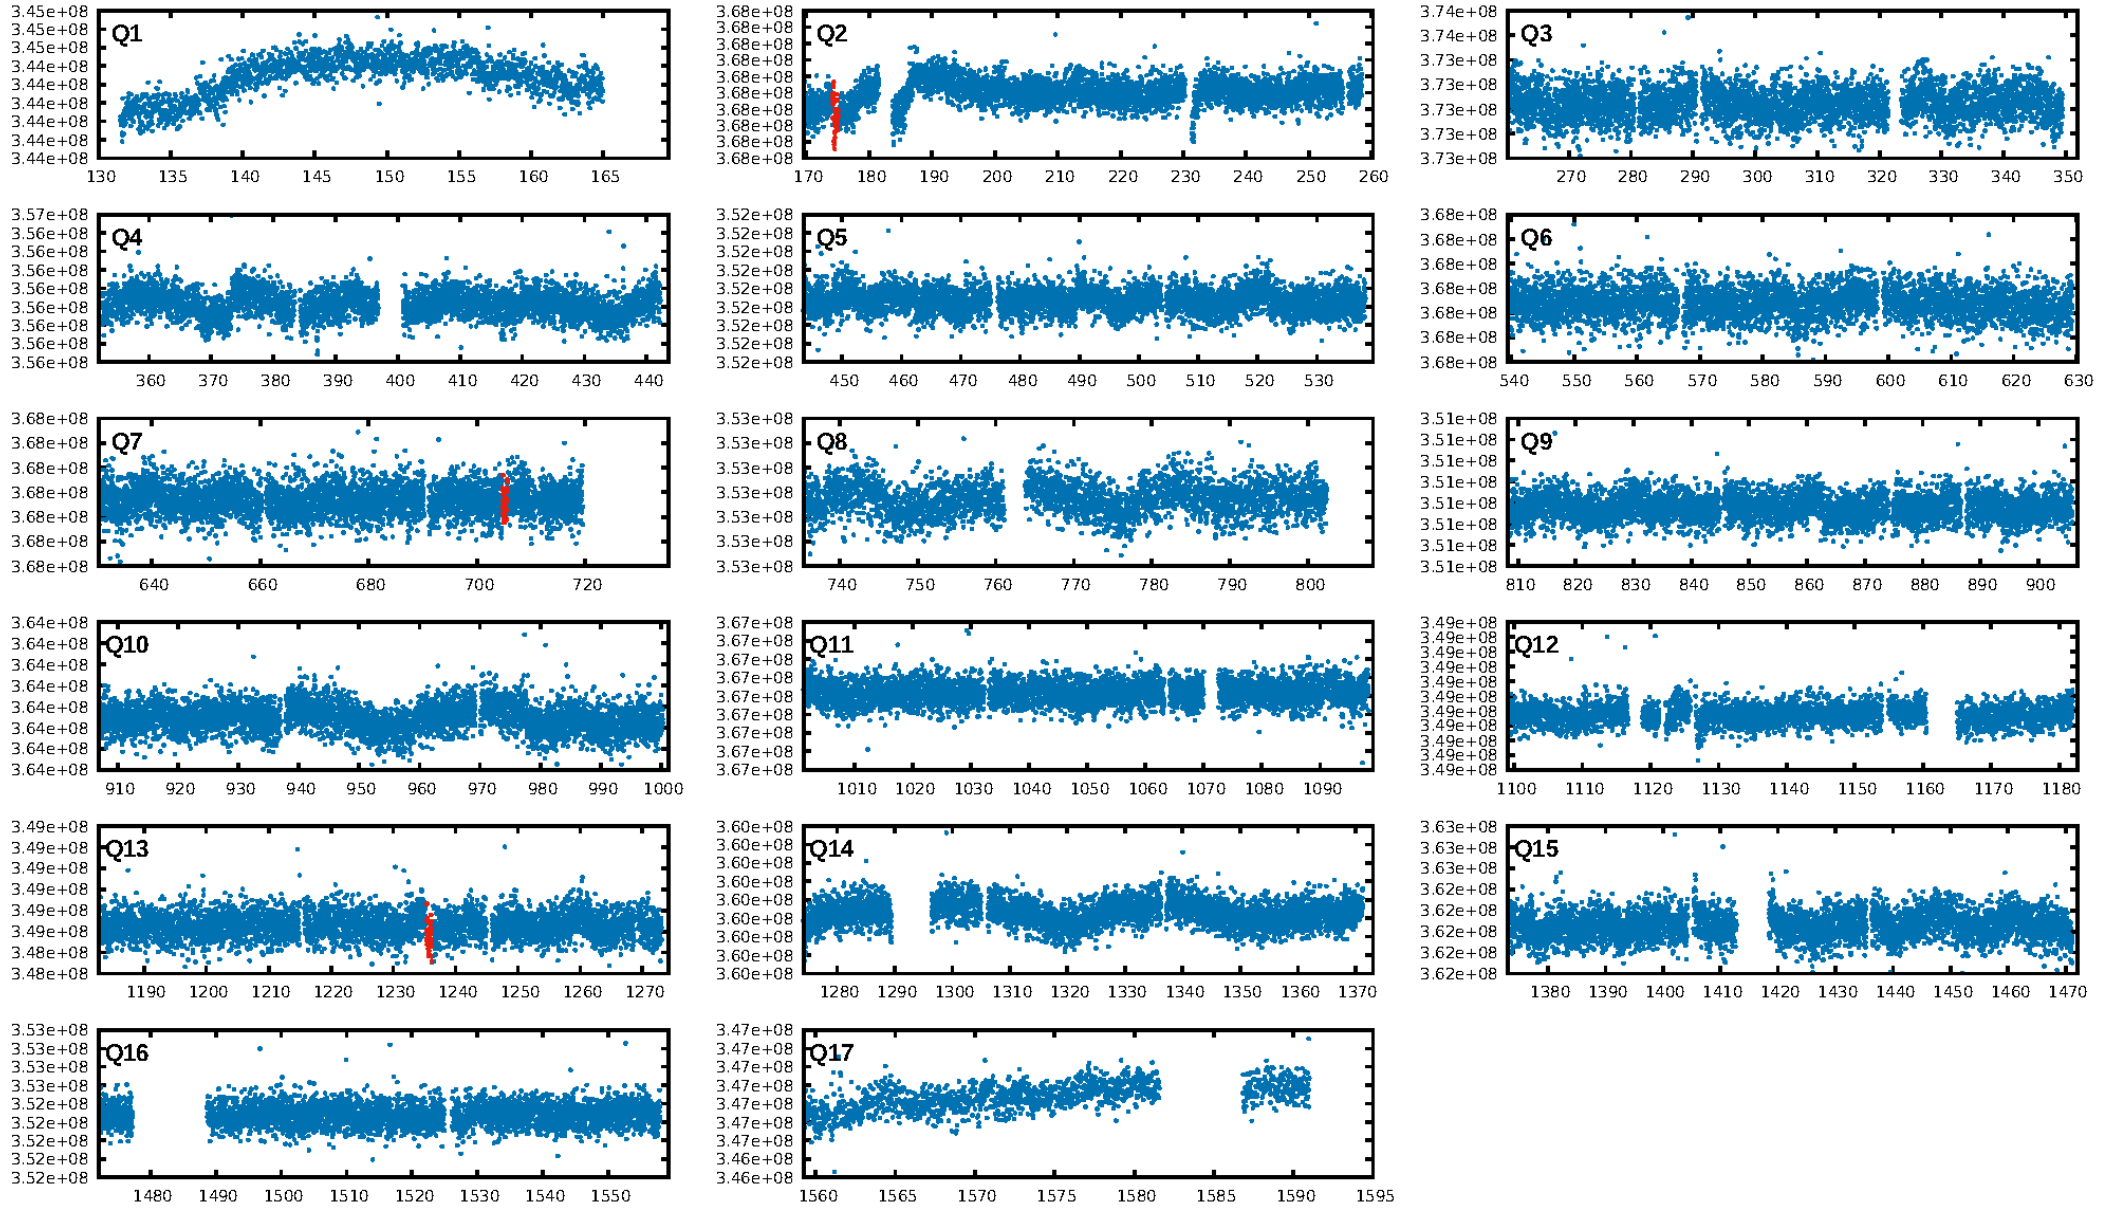 Q1
3.45e+08
3.45e+08
3.45e+08
3.44e+08
3.44e+08
3.44e+08
3.44e+08
3.44e+08
3.44e+08
130 135 140 145 150 155 160 165
Q2
3.68e+08
3.68e+08
3.68e+08
3.68e+08
3.68e+08
3.68e+08
3.68e+08
3.68e+08
3.68e+08
3.68e+08
170 180 190 200 210 220 230 240 250 260
Q3
3.74e+08
3.74e+08
3.73e+08
3.73e+08
3.73e+08
3.73e+08
3.73e+08
270 280 290 300 310 320 330 340 350
Q4
3.57e+08
3.56e+08
3.56e+08
3.56e+08
3.56e+08
3.56e+08
3.56e+08
3.56e+08
3.56e+08
360 370 380 390 400 410 420 430 440
Q5
3.52e+08
3.52e+08
3.52e+08
3.52e+08
3.52e+08
3.52e+08
3.52e+08
3.52e+08
3.52e+08
450 460 470 480 490 500 510 520 530
Q6
3.68e+08
3.68e+08
3.68e+08
3.68e+08
3.68e+08
3.68e+08
3.68e+08
540 550 560 570 580 590 600 610 620 630
Q7
3.68e+08
3.68e+08
3.68e+08
3.68e+08
3.68e+08
3.68e+08
3.68e+08
640 660 680 700 720
Q8
3.53e+08
3.53e+08
3.53e+08
3.53e+08
3.53e+08
3.53e+08
3.53e+08
740 750 760 770 780 790 800
Q9
3.51e+08
3.51e+08
3.51e+08
3.51e+08
3.51e+08
3.51e+08
3.51e+08
3.51e+08
810 820 830 840 850 860 870 880 890 900
Q10
3.64e+08
3.64e+08
3.64e+08
3.64e+08
3.64e+08
3.64e+08
3.64e+08
3.64e+08
910 920 930 940 950 960 970 980 990 1000
Q11
3.67e+08
3.67e+08
3.67e+08
3.67e+08
3.67e+08
3.67e+08
3.67e+08
3.67e+08
3.67e+08
1010 1020 1030 1040 1050 1060 1070 1080 1090
Q12
3.49e+08
3.49e+08
3.49e+08
3.49e+08
3.49e+08
3.49e+08
3.49e+08
3.49e+08
3.49e+08
3.49e+08
3.49e+08
1100 1110 1120 1130 1140 1150 1160 1170 1180
Q13
3.49e+08
3.49e+08
3.49e+08
3.49e+08
3.49e+08
3.49e+08
3.48e+08
3.48e+08
1190 1200 1210 1220 1230 1240 1250 1260 1270
Q14
3.60e+08
3.60e+08
3.60e+08
3.60e+08
3.60e+08
3.60e+08
3.60e+08
3.60e+08
3.60e+08
1280 1290 1300 1310 1320 1330 1340 1350 1360 1370
Q15
3.63e+08
3.63e+08
3.63e+08
3.62e+08
3.62e+08
3.62e+08
3.62e+08
3.62e+08
1380 1390 1400 1410 1420 1430 1440 1450 1460 1470
Q16
3.53e+08
3.53e+08
3.53e+08
3.53e+08
3.52e+08
3.52e+08
3.52e+08
3.52e+08
3.52e+08
1480 1490 1500 1510 1520 1530 1540 1550
Q17
3.47e+08
3.47e+08
3.47e+08
3.47e+08
3.47e+08
3.47e+08
3.47e+08
3.46e+08
3.46e+08
1560 1565 1570 1575 1580 1585 1590 1595